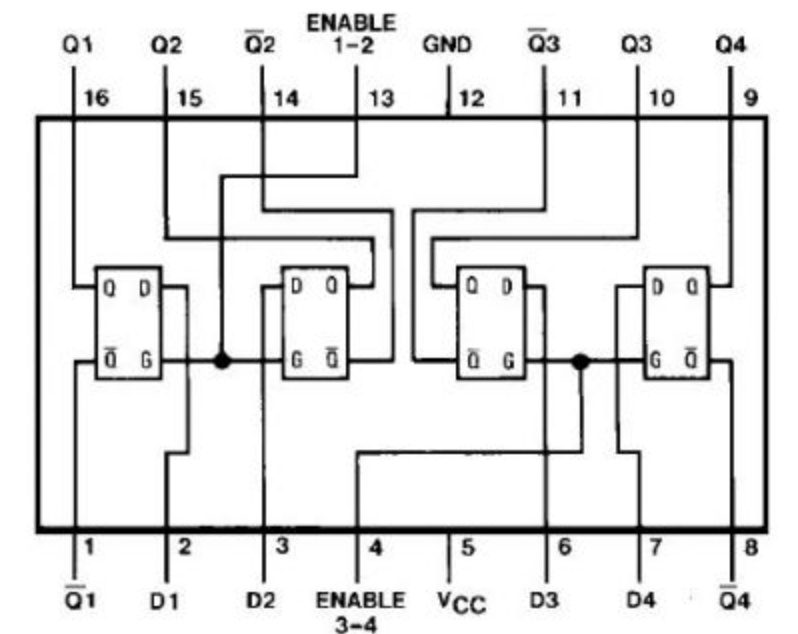 ENABLE
Q1 Q2 Q̅2 1-2 GND Q̅3 Q3 Q4
16 15 14 13 12 11 10 9
Q D D Q Q D D Q
Q̅ G G Q̅ Q̅ G G Q̅
1 2 3 4 5 6 7 8
Q̅1 D1 D2 ENABLE VCC D3 D4 Q̅4
3-4